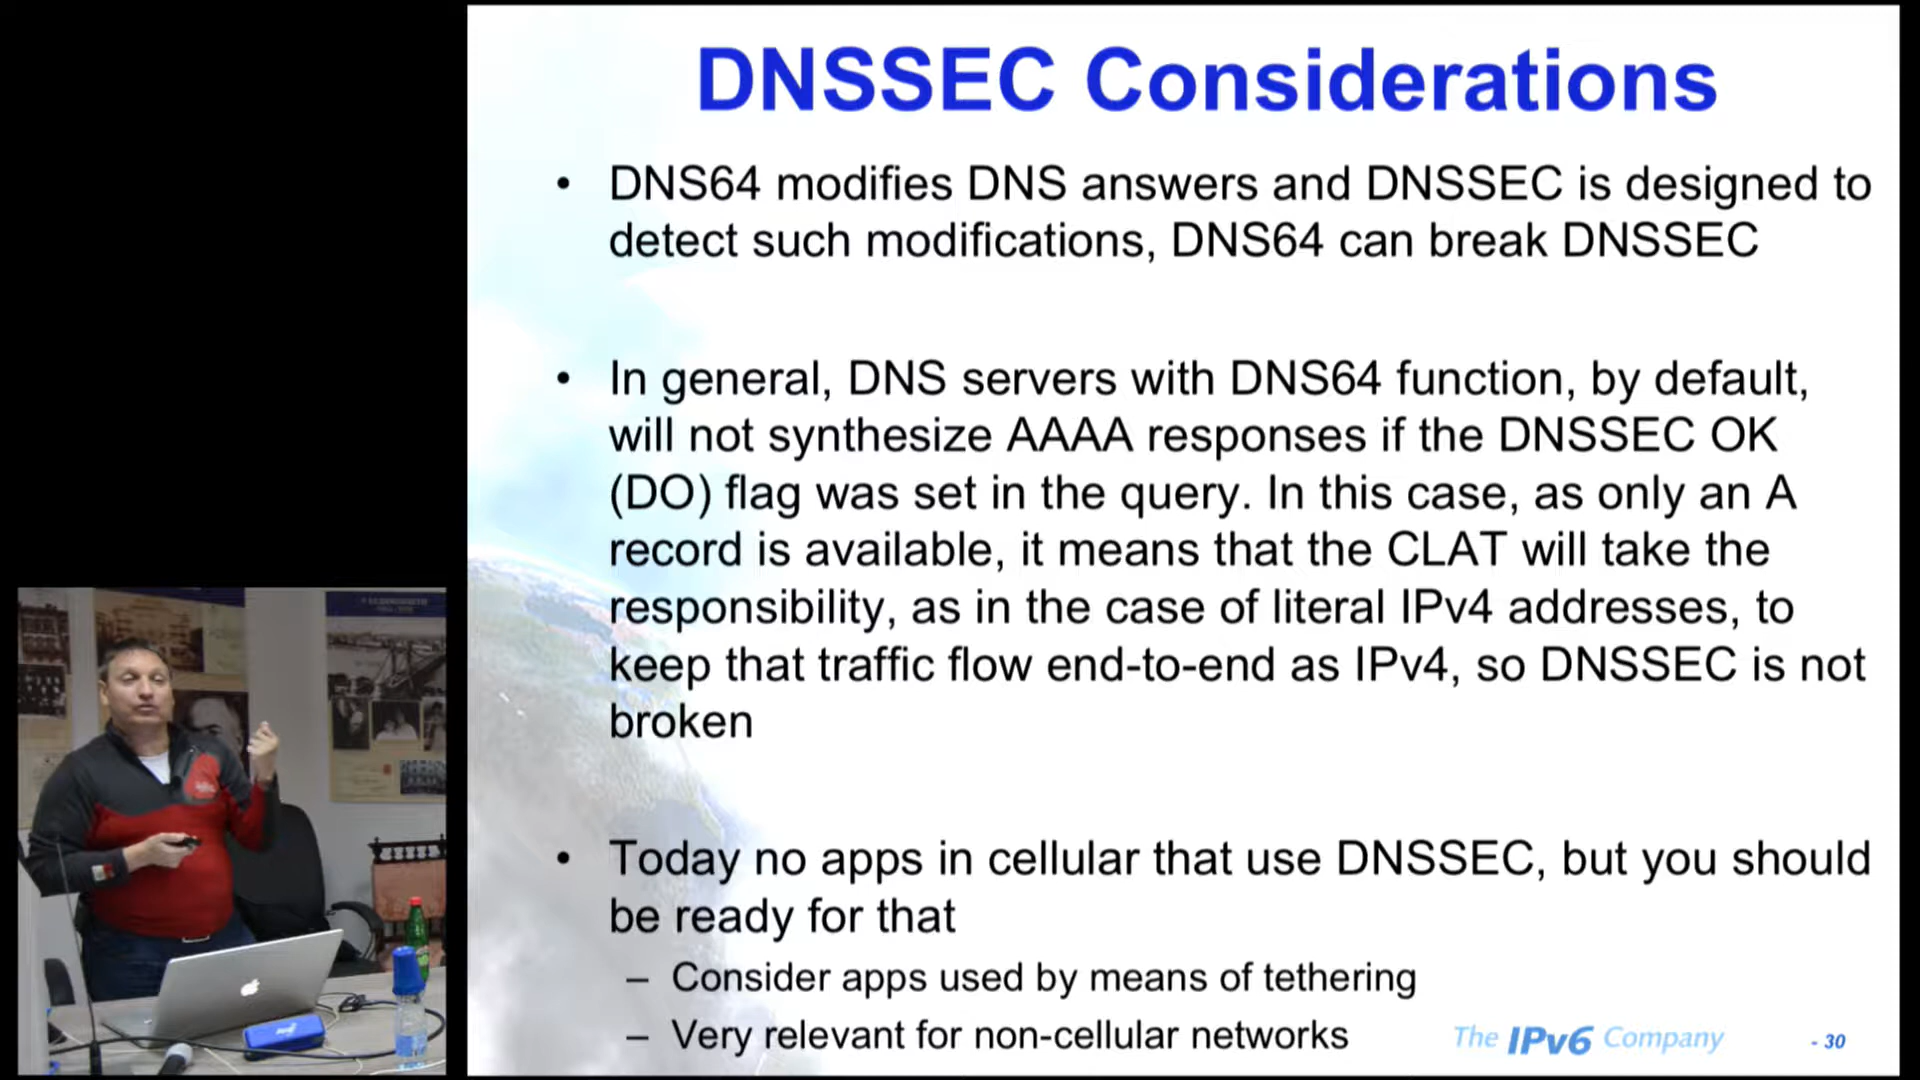 DNSSEC Considerations
• DNS64 modifies DNS answers and DNSSEC is designed to
detect such modifications, DNS64 can break DNSSEC
• In general, DNS servers with DNS64 function, by default,
will not synthesize AAAA responses if the DNSSEC OK
(DO) flag was set in the query. In this case, as only an A
record is available, it means that the CLAT will take the
responsibility, as in the case of literal IPv4 addresses, to
keep that traffic flow end-to-end as IPv4, so DNSSEC is not
broken
• Today no apps in cellular that use DNSSEC, but you should
be ready for that
– Consider apps used by means of tethering
– Very relevant for non-cellular networks
The IPv6 Company
- 30